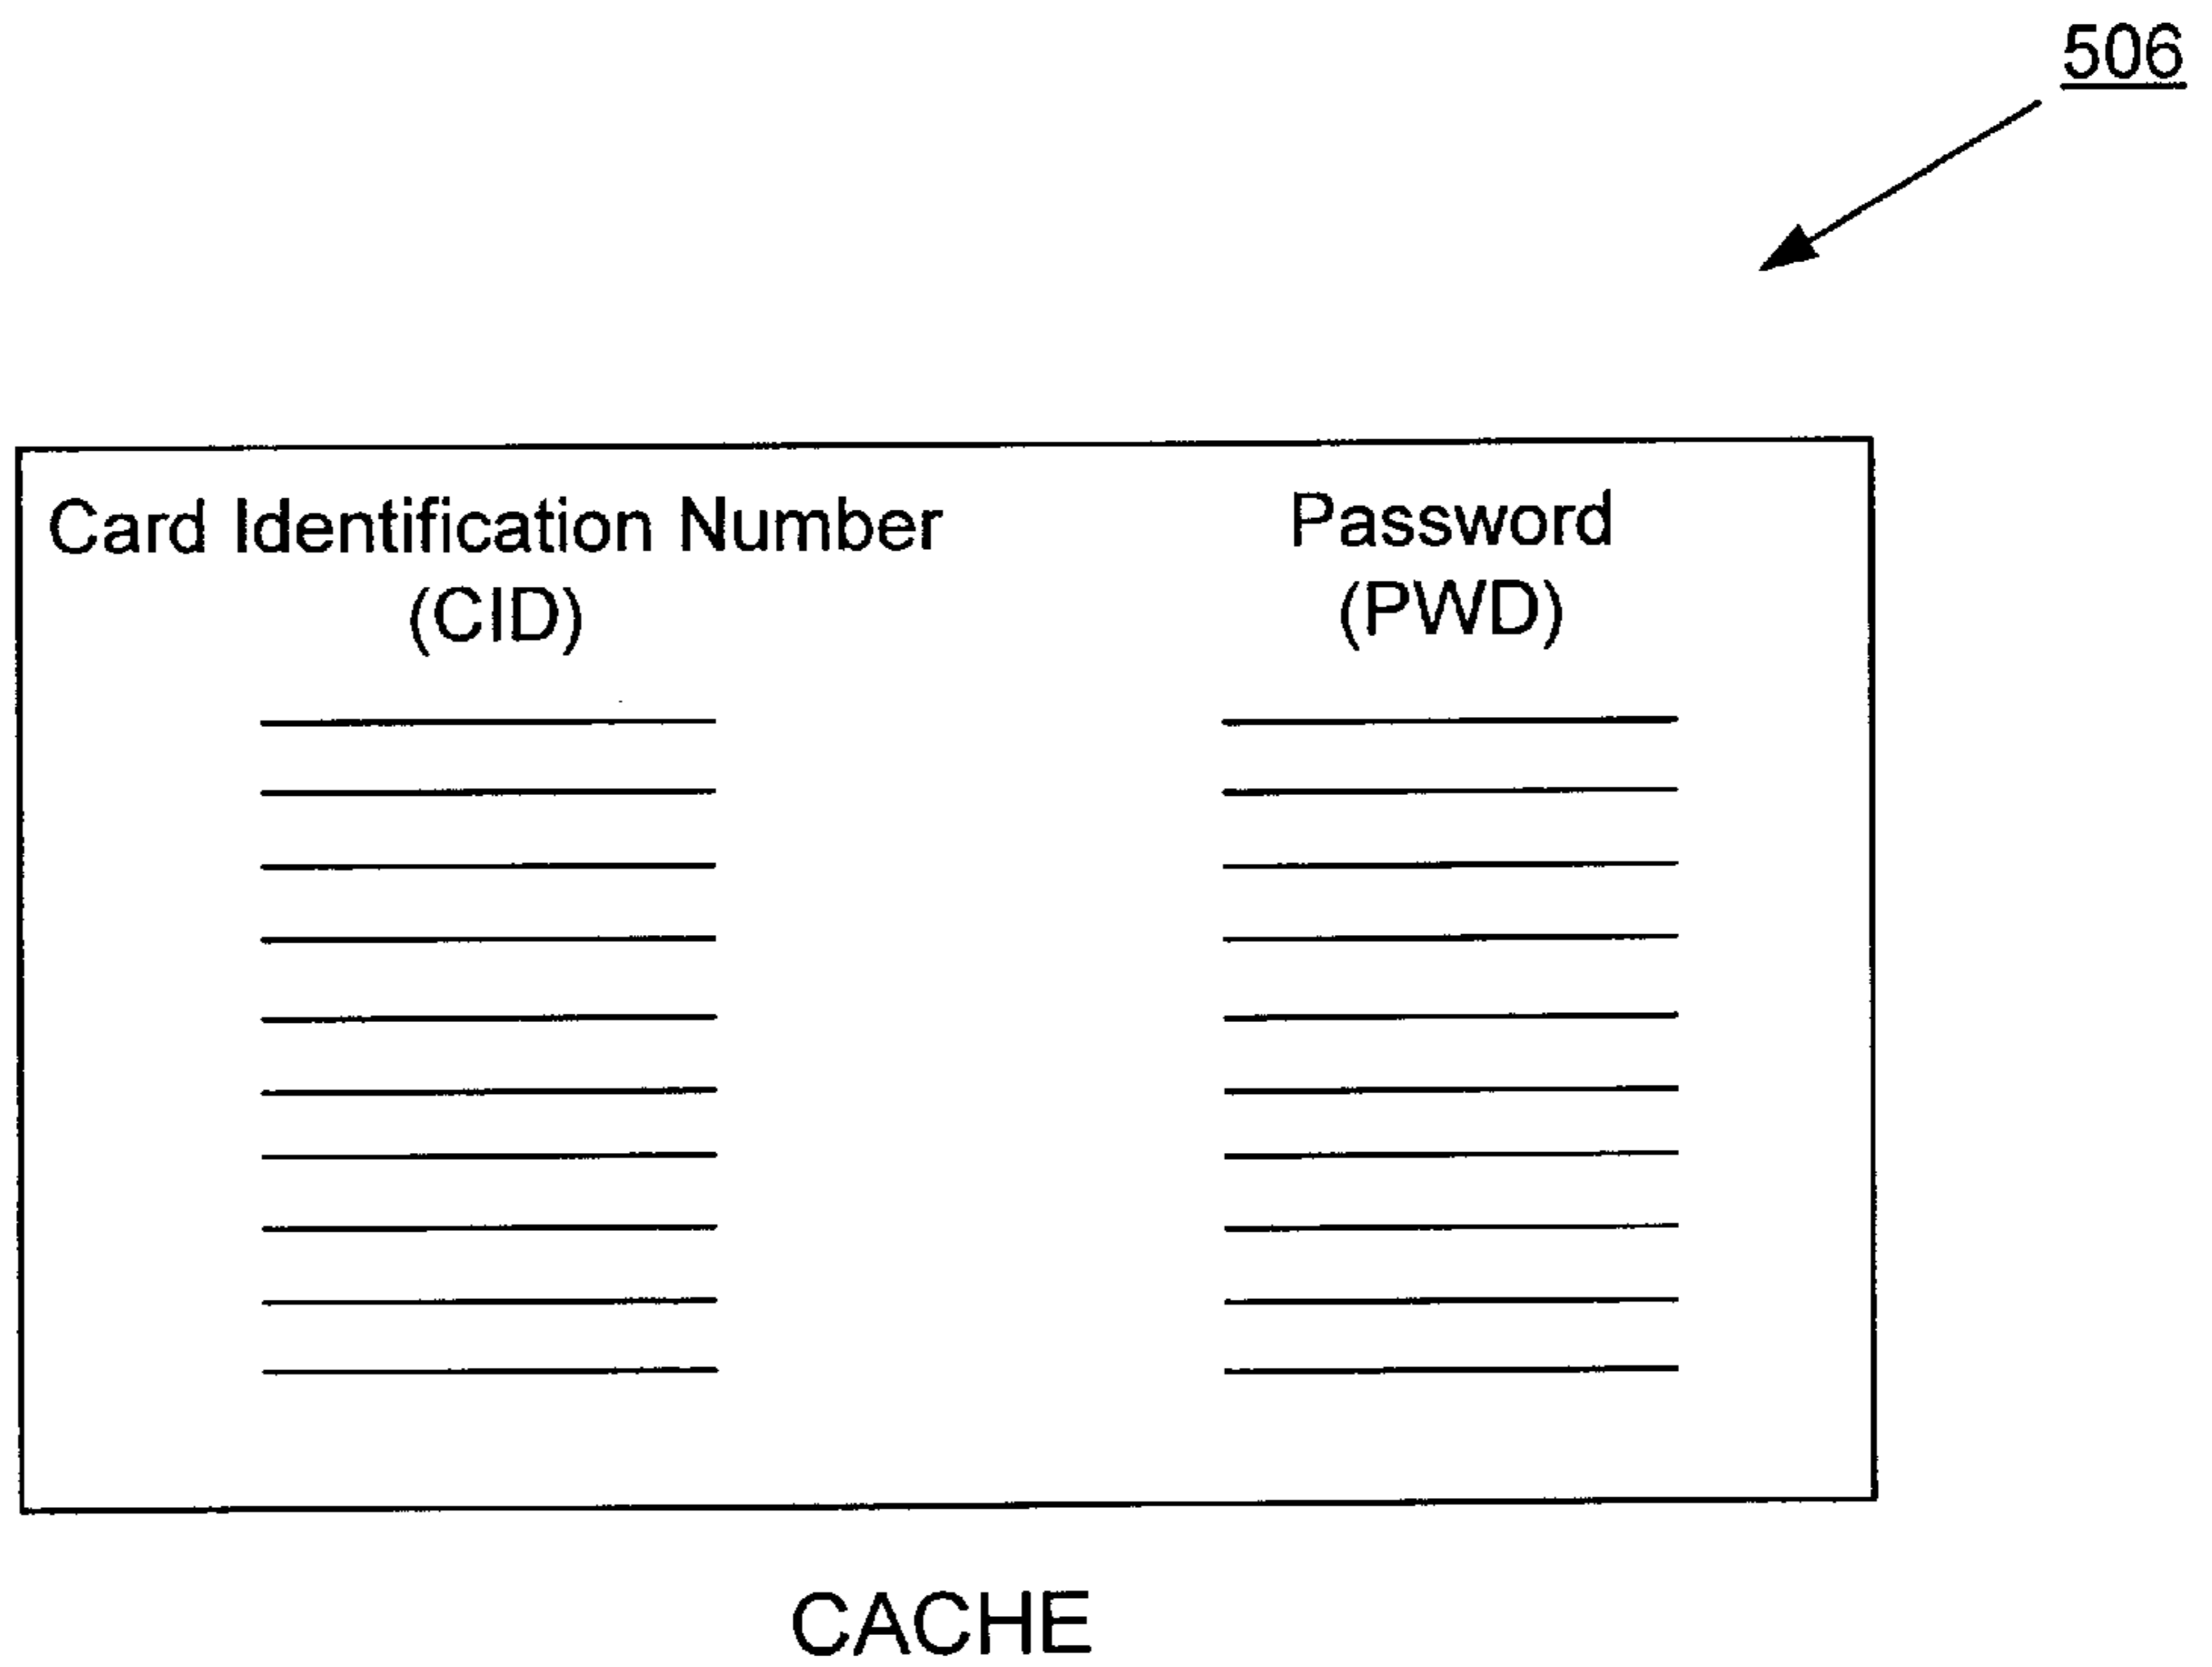 506
Card Identification Number
(CID)
Password
(PWD)
CACHE